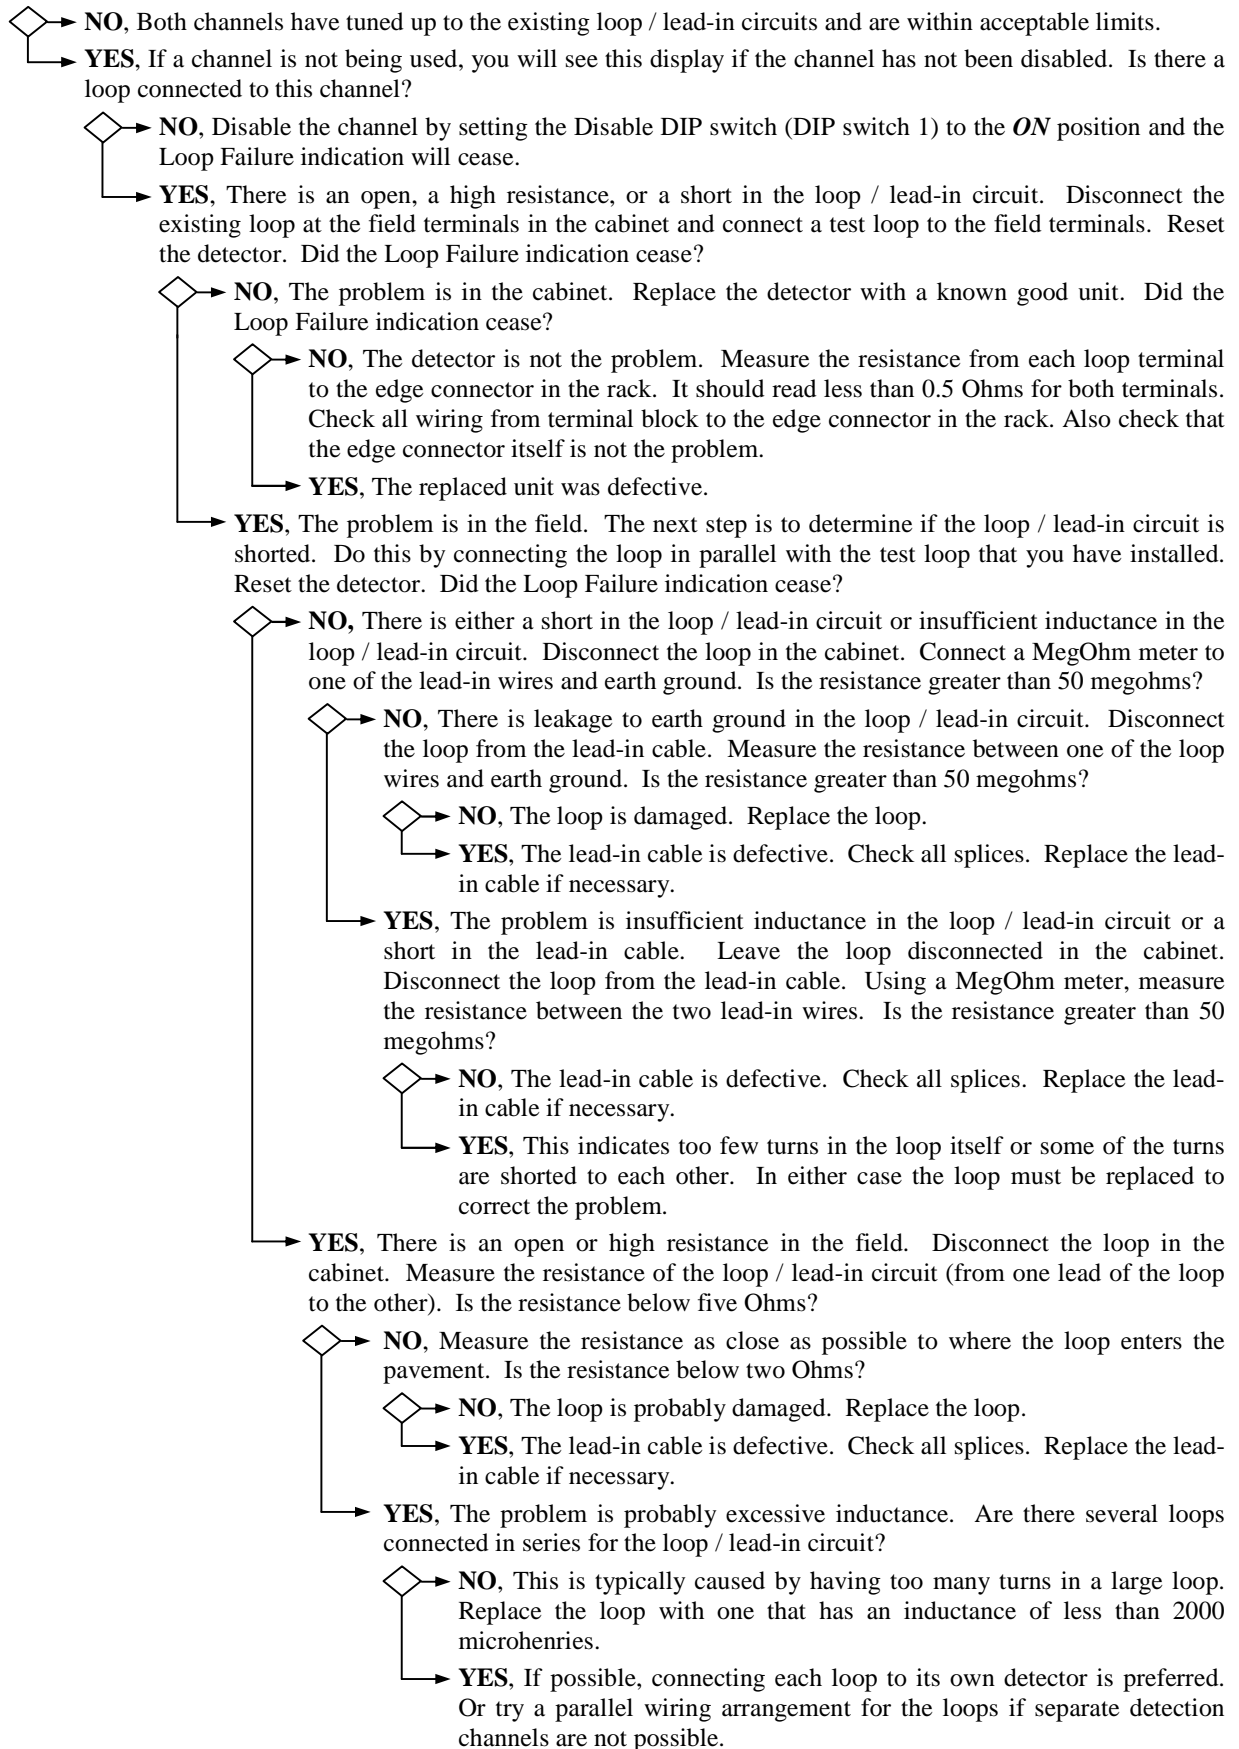 NO, Both channels have tuned up to the existing loop / lead-in circuits and are within acceptable limits.
YES, If a channel is not being used, you will see this display if the channel has not been disabled. Is there a
loop connected to this channel?
NO, Disable the channel by setting the Disable DIP switch (DIP switch 1) to the ON position and the
Loop Failure indication will cease.
YES, There is an open, a high resistance, or a short in the loop / lead-in circuit. Disconnect the
existing loop at the field terminals in the cabinet and connect a test loop to the field terminals. Reset
the detector. Did the Loop Failure indication cease?
NO, The problem is in the cabinet. Replace the detector with a known good unit. Did the
Loop Failure indication cease?
NO, The detector is not the problem. Measure the resistance from each loop terminal
to the edge connector in the rack. It should read less than 0.5 Ohms for both terminals.
Check all wiring from terminal block to the edge connector in the rack. Also check that
the edge connector itself is not the problem.
YES, The replaced unit was defective.
YES, The problem is in the field. The next step is to determine if the loop / lead-in circuit is
shorted. Do this by connecting the loop in parallel with the test loop that you have installed.
Reset the detector. Did the Loop Failure indication cease?
NO, There is either a short in the loop / lead-in circuit or insufficient inductance in the
loop / lead-in circuit. Disconnect the loop in the cabinet. Connect a MegOhm meter to
one of the lead-in wires and earth ground. Is the resistance greater than 50 megohms?
NO, There is leakage to earth ground in the loop / lead-in circuit. Disconnect
the loop from the lead-in cable. Measure the resistance between one of the loop
wires and earth ground. Is the resistance greater than 50 megohms?
NO, The loop is damaged. Replace the loop.
YES, The lead-in cable is defective. Check all splices. Replace the lead-
in cable if necessary.
YES, The problem is insufficient inductance in the loop / lead-in circuit or a
short in the lead-in cable. Leave the loop disconnected in the cabinet.
Disconnect the loop from the lead-in cable. Using a MegOhm meter, measure
the resistance between the two lead-in wires. Is the resistance greater than 50
megohms?
NO, The lead-in cable is defective. Check all splices. Replace the lead-
in cable if necessary.
YES, This indicates too few turns in the loop itself or some of the turns
are shorted to each other. In either case the loop must be replaced to
correct the problem.
YES, There is an open or high resistance in the field. Disconnect the loop in the
cabinet. Measure the resistance of the loop / lead-in circuit (from one lead of the loop
to the other). Is the resistance below five Ohms?
NO, Measure the resistance as close as possible to where the loop enters the
pavement. Is the resistance below two Ohms?
NO, The loop is probably damaged. Replace the loop.
YES, The lead-in cable is defective. Check all splices. Replace the lead-
in cable if necessary.
YES, The problem is probably excessive inductance. Are there several loops
connected in series for the loop / lead-in circuit?
NO, This is typically caused by having too many turns in a large loop.
Replace the loop with one that has an inductance of less than 2000
microhenries.
YES, If possible, connecting each loop to its own detector is preferred.
Or try a parallel wiring arrangement for the loops if separate detection
channels are not possible.